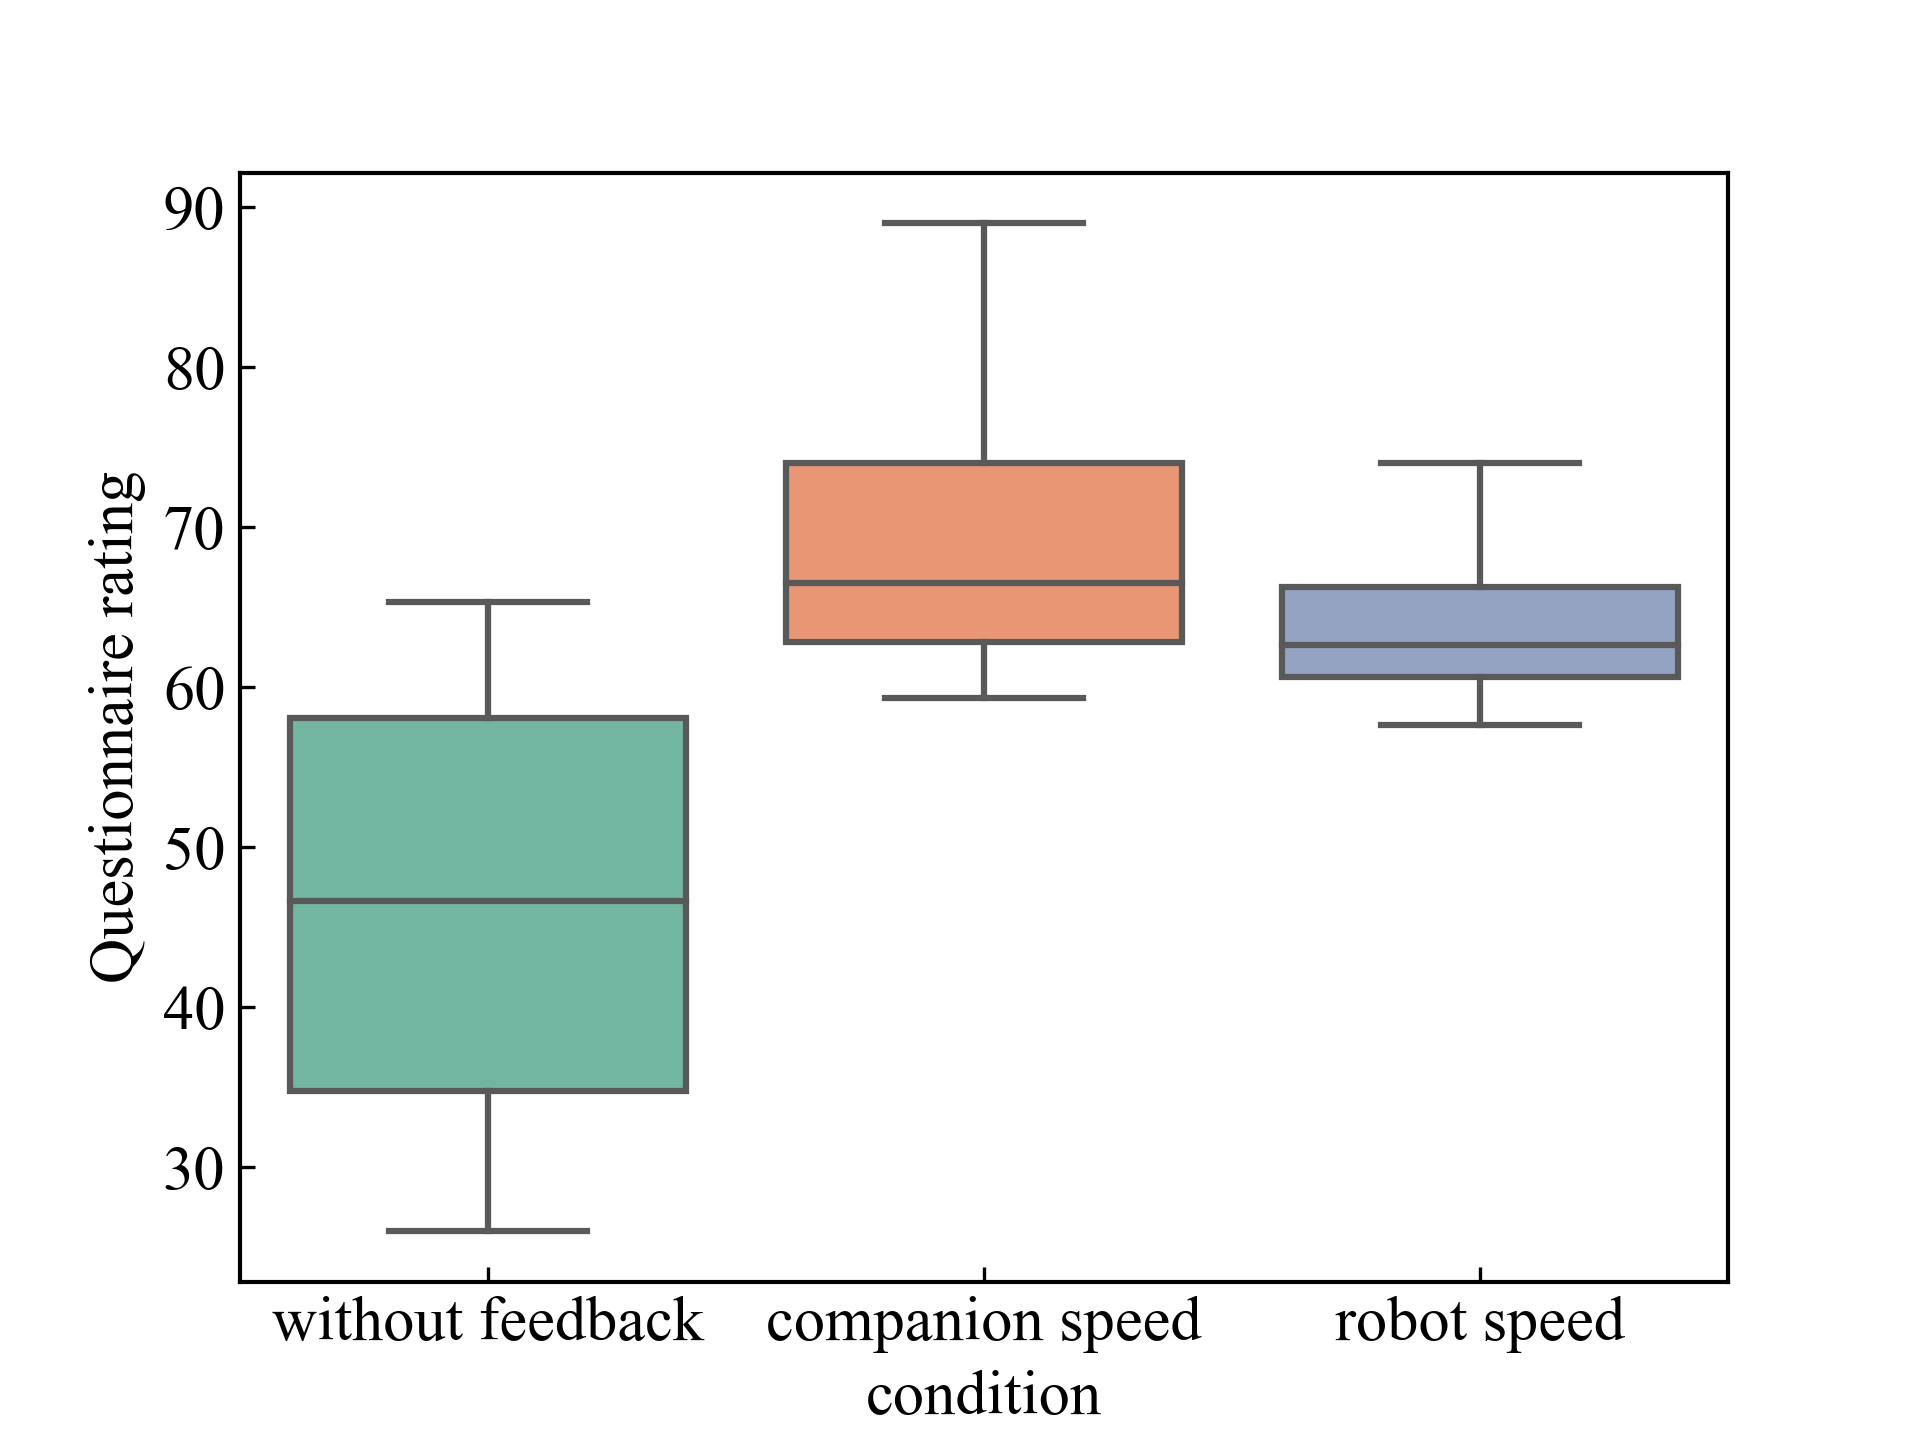 90
80
70
60
50
40
30
Questionnaire rating
without feedback companion speed robot speed
condition